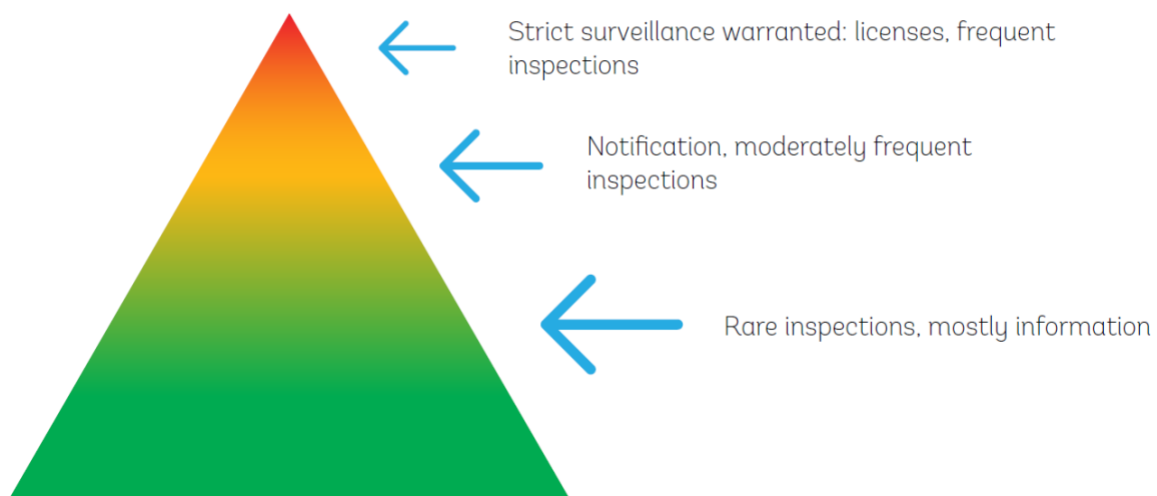 Strict surveillance warranted: licenses, frequent
inspections
Notification, moderately frequent
inspections
Rare inspections, mostly information